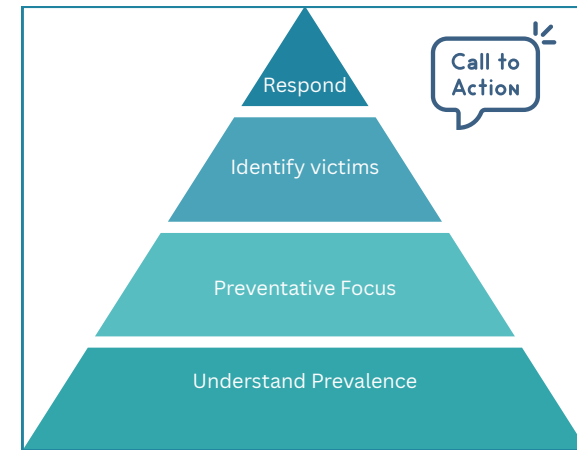 Call to
Action
Respond
Identify victims
Preventative Focus
Understand Prevalence